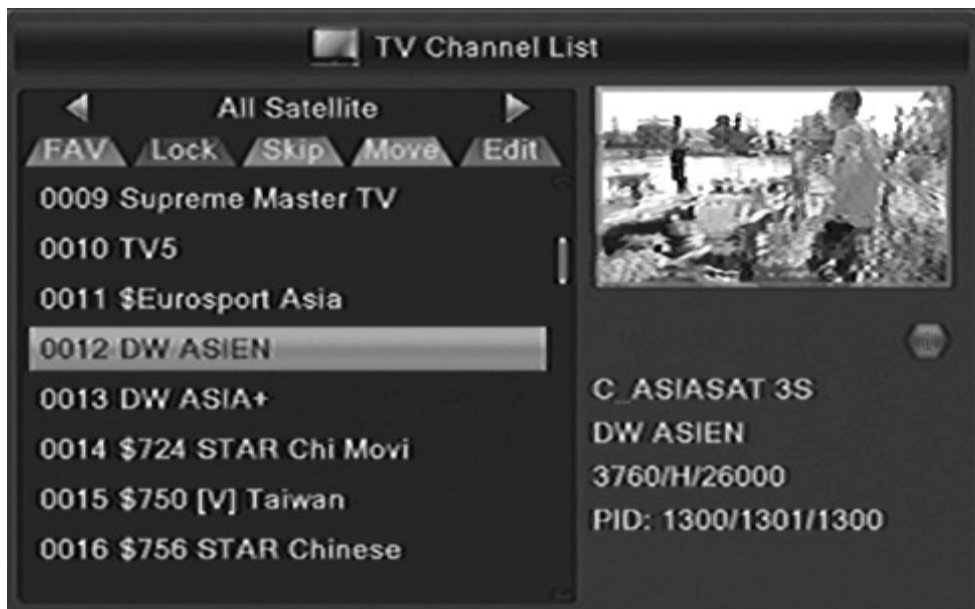 TV Channel List
All Satellite
FAV Lock Skip Move Edit
0009 Supreme Master TV
0010 TV5
0011 $Eurosport Asia
0012 DW ASIEN
0013 DW ASIA+
0014 $724 STAR Chi Movi
0015 $750 [V] Taiwan
0016 $756 STAR Chinese
C_ASIASAT 3S
DW ASIEN
3760/H/26000
PID: 1300/1301/1300